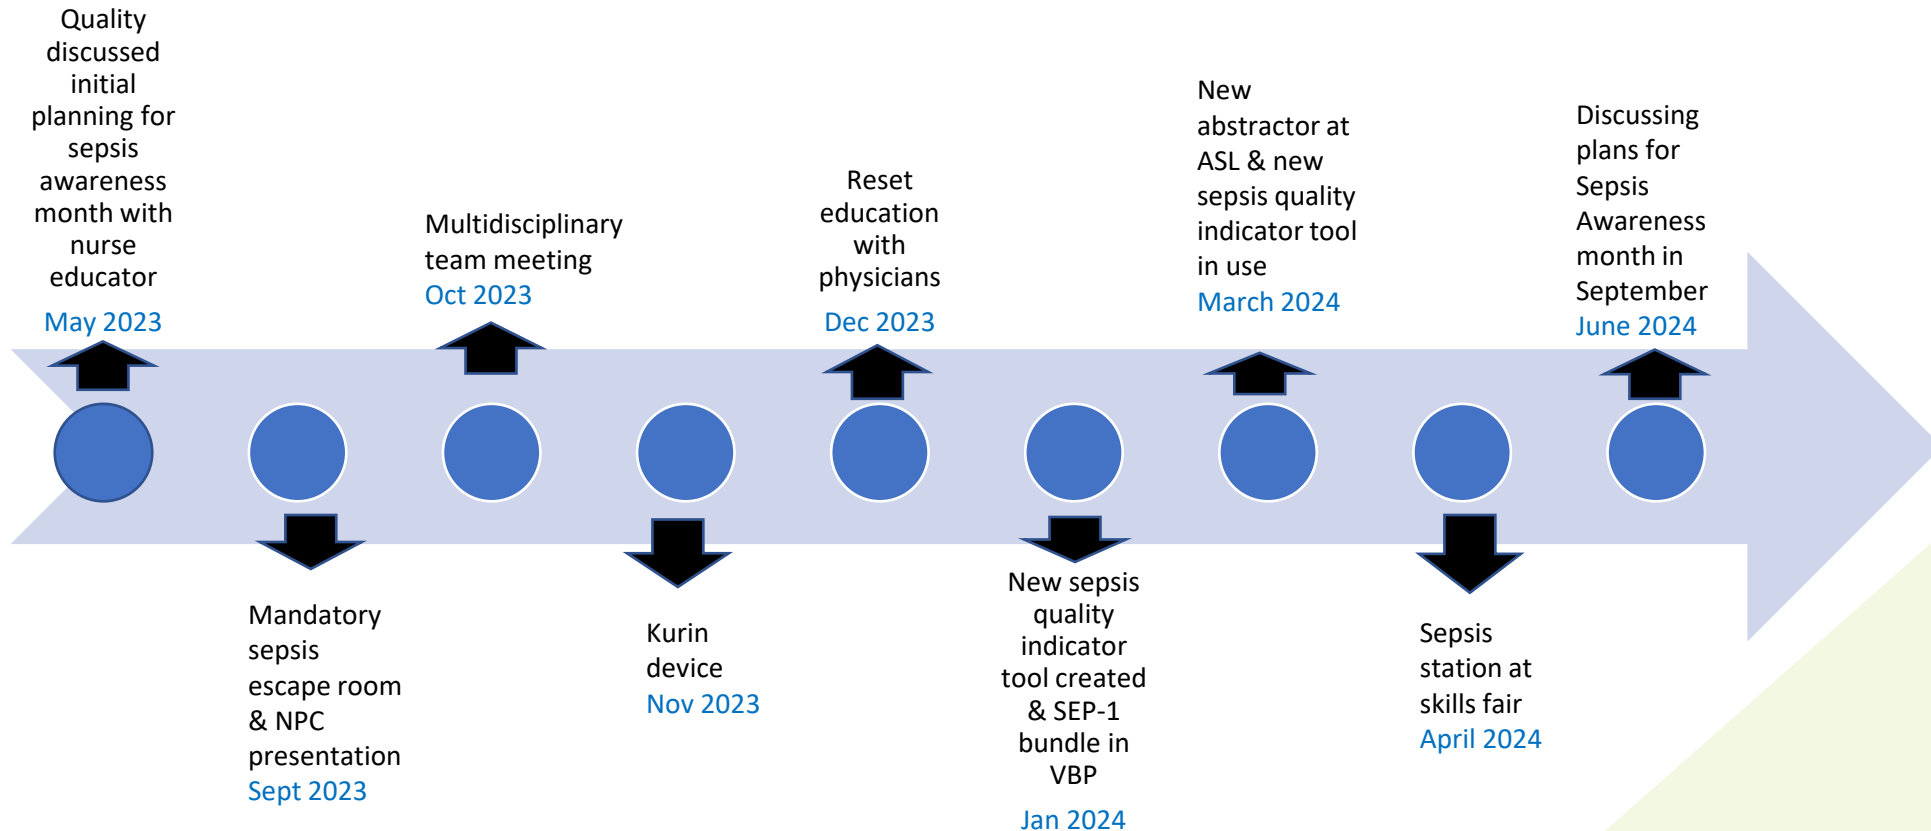 Quality
discussed
initial
planning for
sepsis
awareness
month with
nurse
educator
May 2023
Mandatory
sepsis
escape room
& NPC
presentation
Sept 2023
Multidisciplinary
team meeting
Oct 2023
Kurin
device
Nov 2023
Reset
education
with
physicians
Dec 2023
New sepsis
quality
indicator
tool created
& SEP-1
bundle in
VBP
Jan 2024
New
abstractor at
ASL & new
sepsis quality
indicator tool
in use
March 2024
Sepsis
station at
skills fair
April 2024
Discussing
plans for
Sepsis
Awareness
month in
September
June 2024